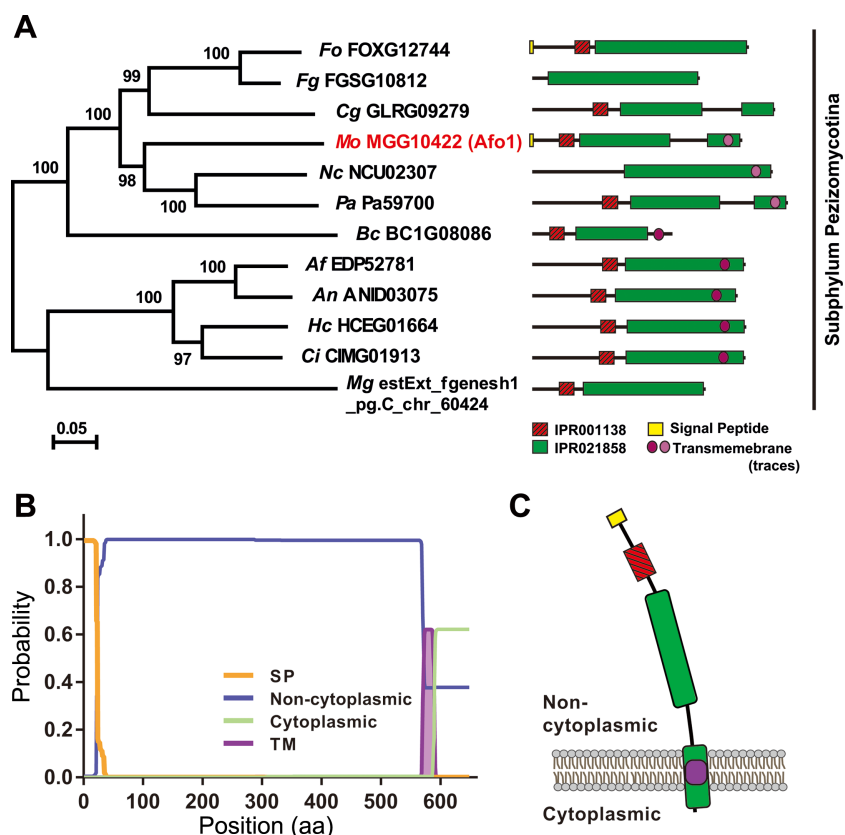 A
Fo FOXG12744
Fg FGSG10812
Cg GLRG09279
Mo MGG10422 (Afo1)
Nc NCU02307
Pa Pa59700
Bc BC1G08086
Af EDP52781
An ANID03075
Hc HCEG01664
Ci CIMG01913
Mg estExt_fgenesh1
_pg.C_chr_60424
100
99
100
98
100
100
100
100
97
0.05
Subphylum Pezizomycotina
IPR001138
IPR021858
Signal Peptide
Transmemebrane
(traces)
B
Probability
1.0
0.8
0.6
0.4
0.2
0.0
SP
Non-cytoplasmic
Cytoplasmic
TM
0 100 200 300 400 500 600
Position (aa)
C
Non-
cytoplasmic
Cytoplasmic